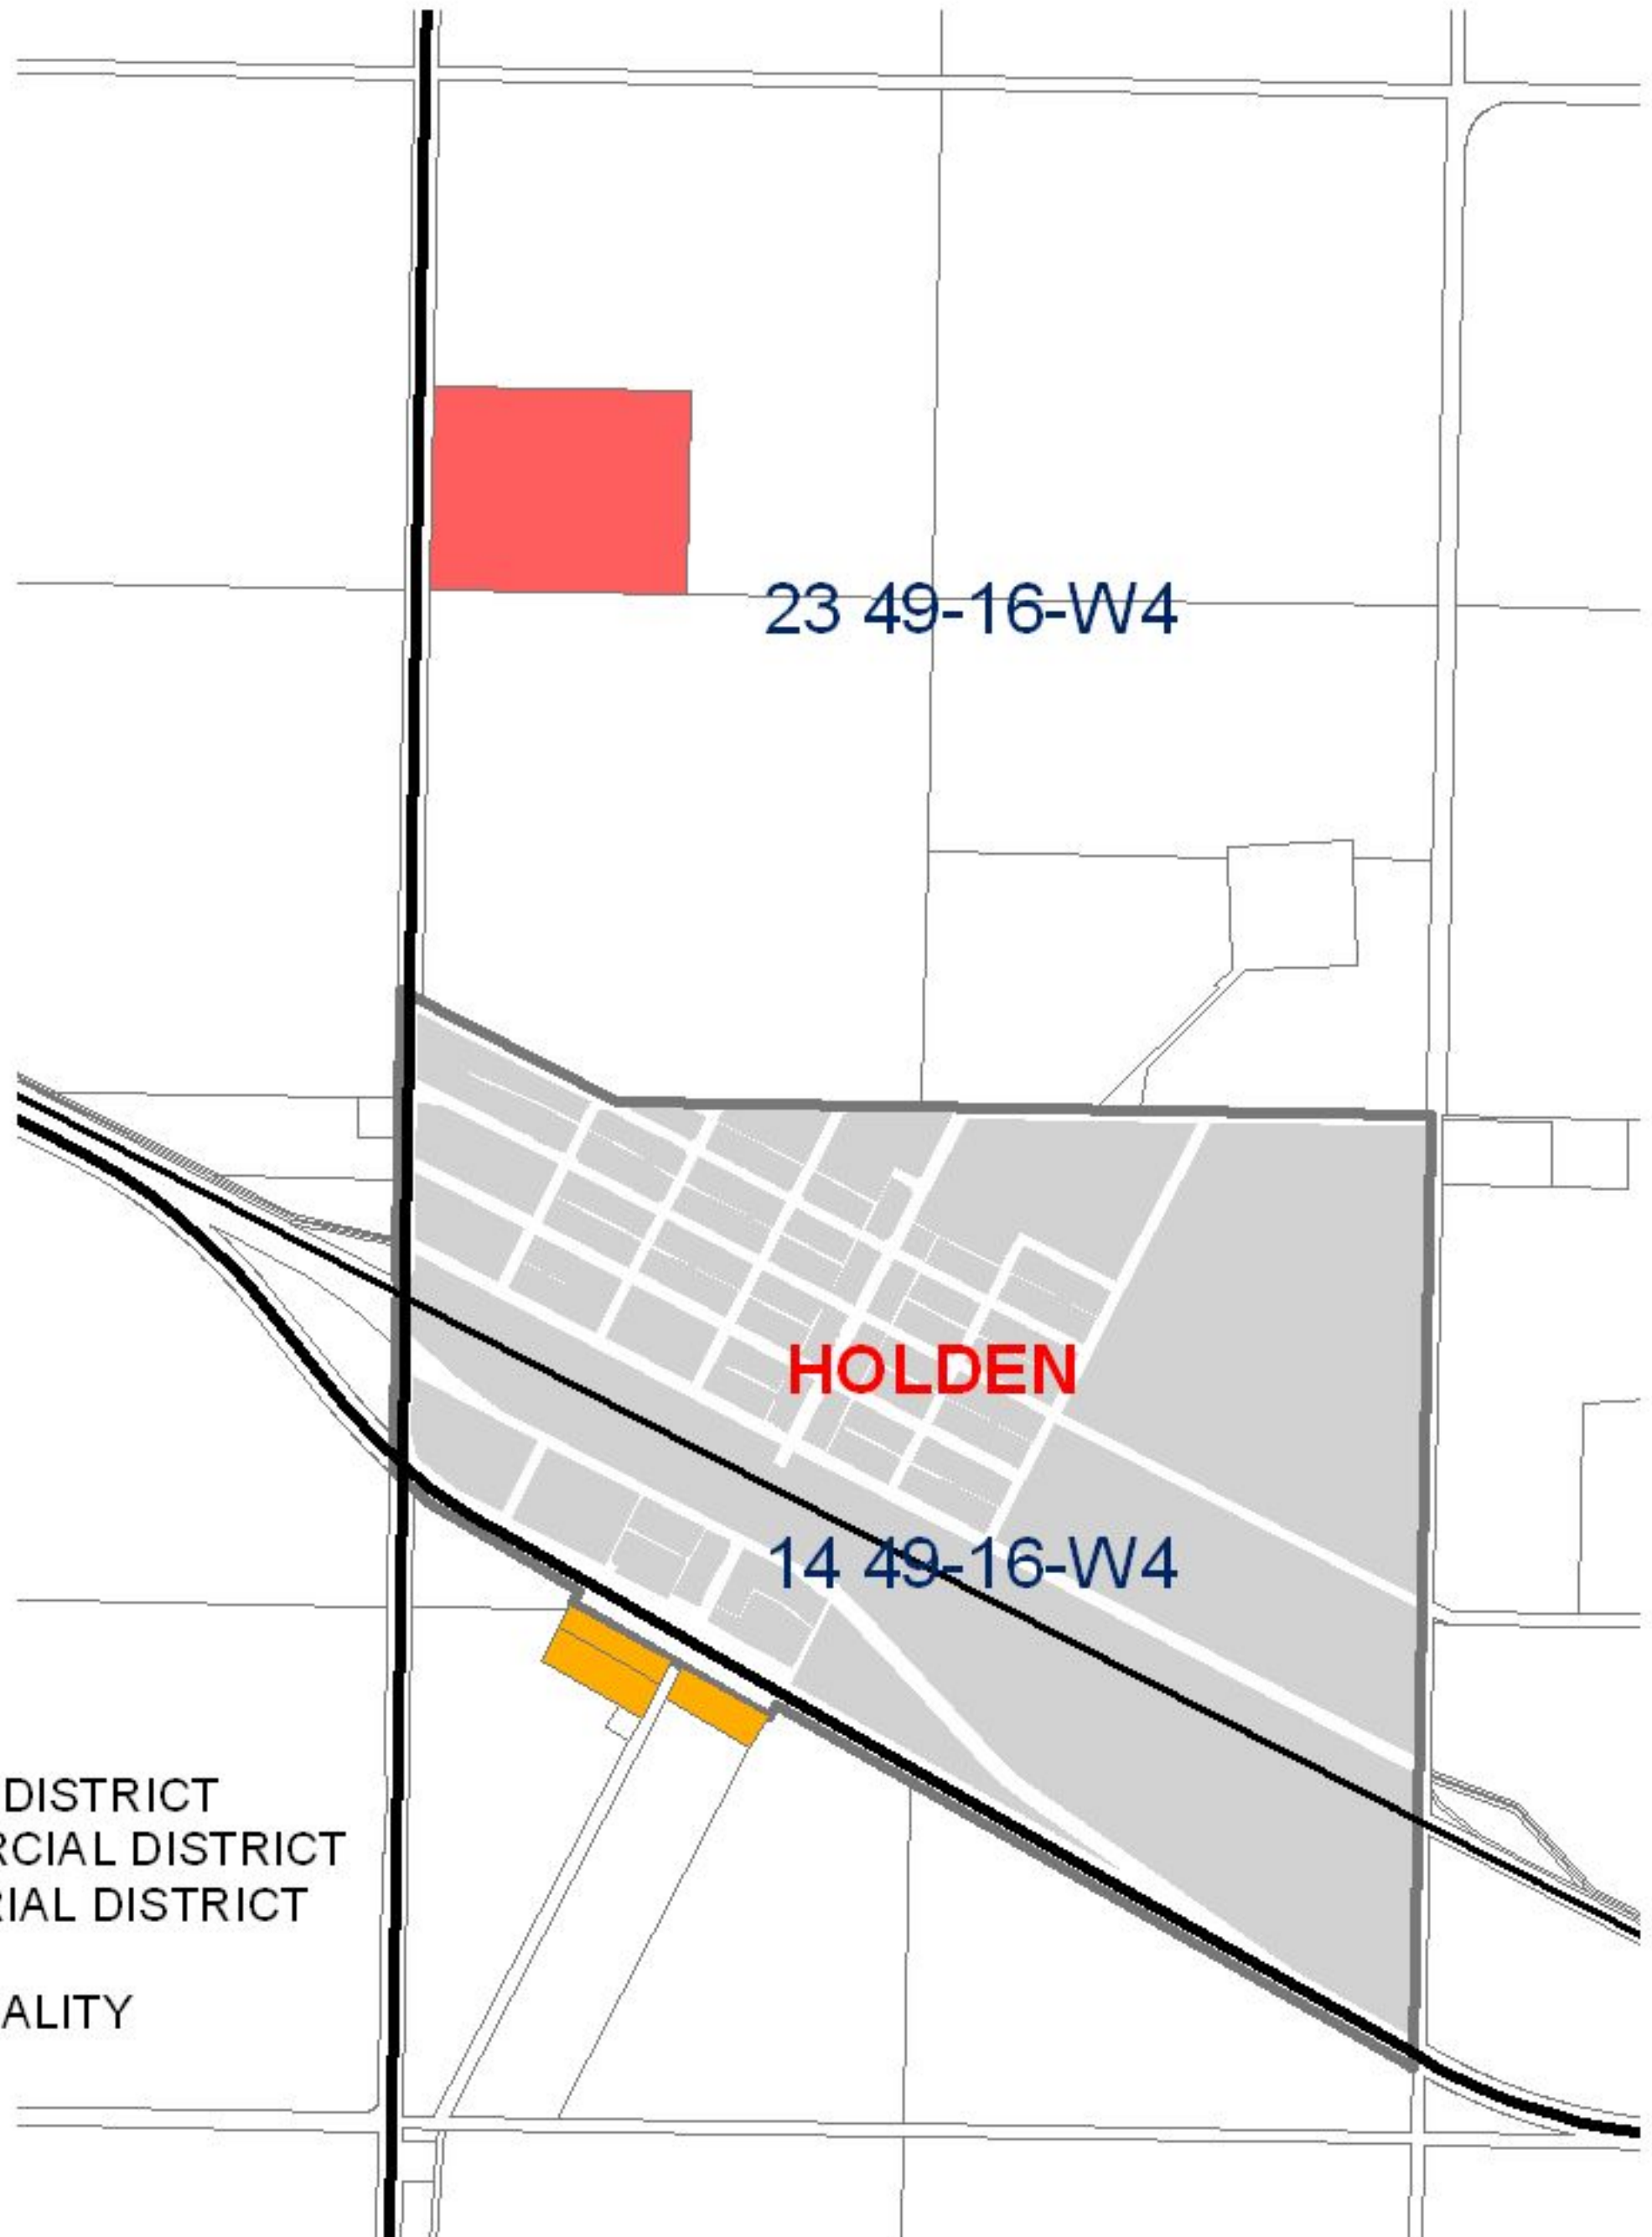 23 49-16-W4
HOLDEN
14 49-16-W4
DISTRICT
RCIAL DISTRICT
RIAL DISTRICT
ALITY